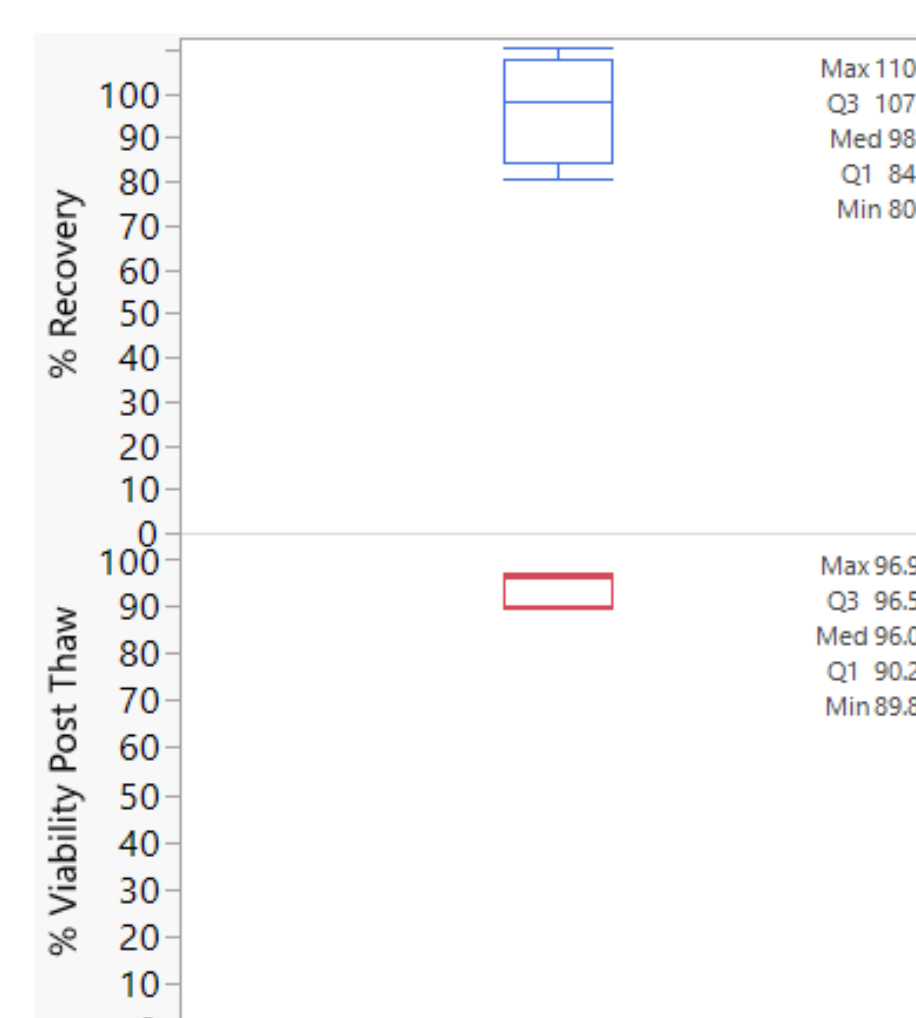 % Recovery
100
90
80
70
60
50
40
30
20
10
0
Max 110
Q3 107
Med 98
Q1 84
Min 80
% Viability Post Thaw
100
90
80
70
60
50
40
30
20
10
Max 96.9
Q3 96.5
Med 96.0
Q1 90.2
Min 89.8